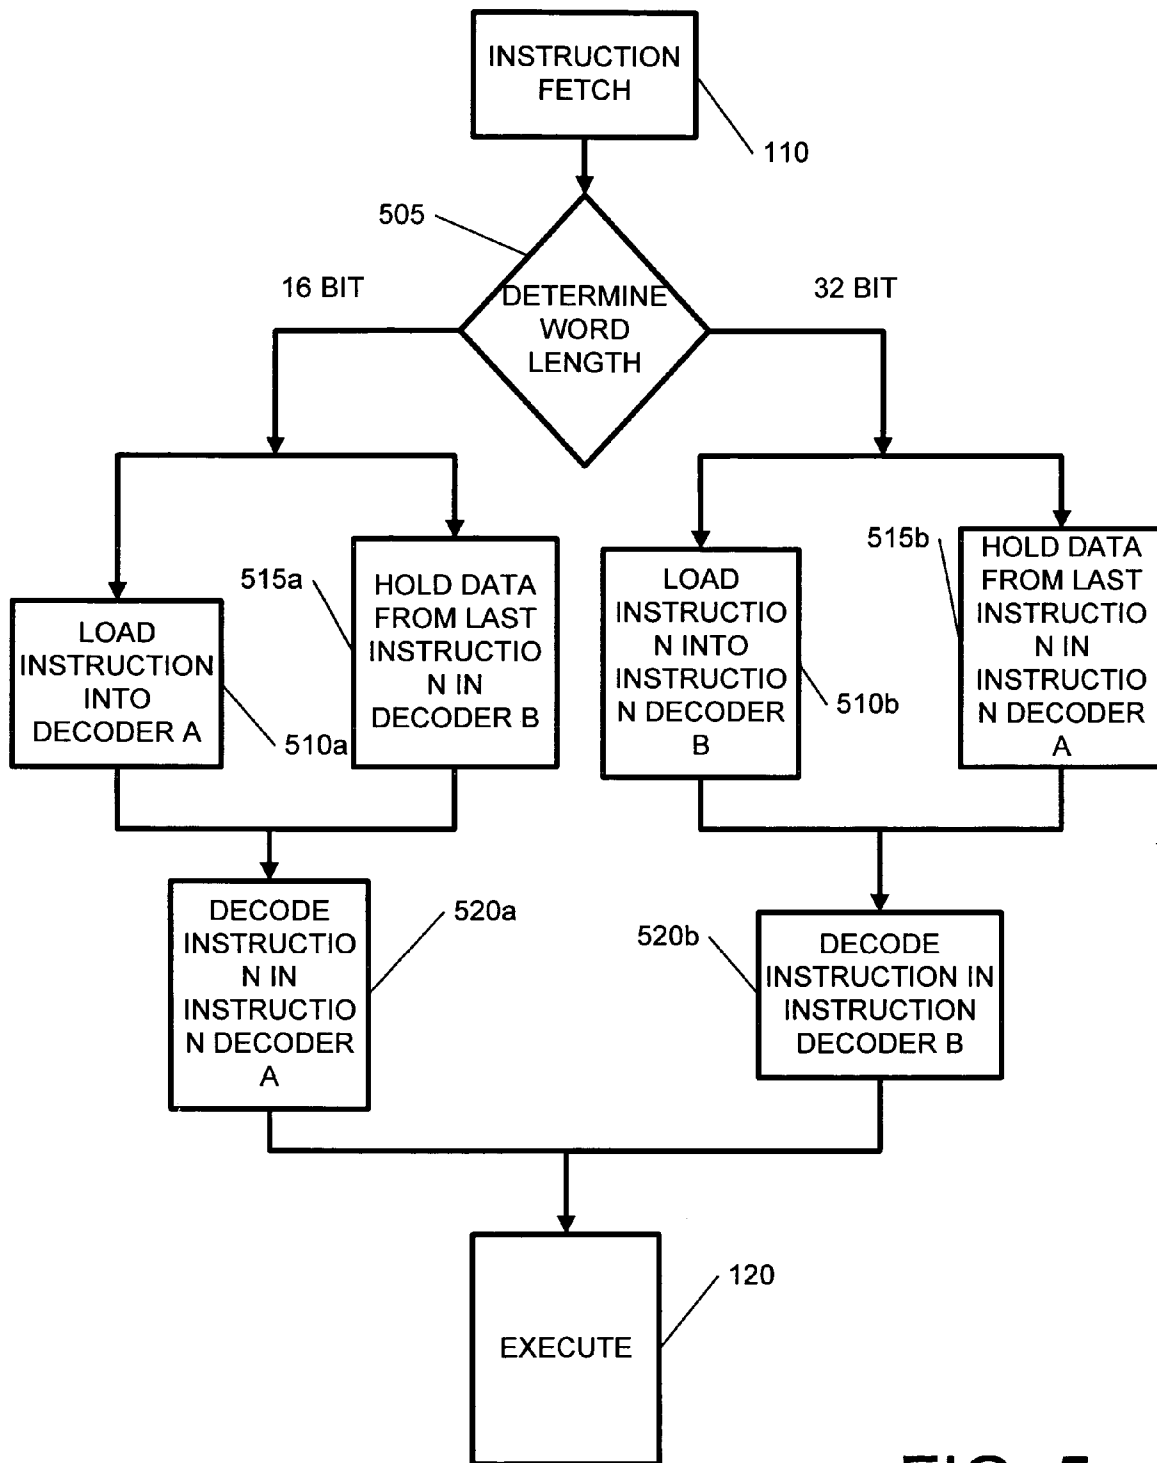 INSTRUCTION
FETCH
110
505
DETERMINE
WORD
LENGTH
16 BIT
32 BIT
LOAD
INSTRUCTION
INTO
DECODER A
510a
515a
HOLD DATA
FROM LAST
INSTRUCTIO
N IN
DECODER B
LOAD
INSTRUCTIO
N INTO
INSTRUCTIO
N DECODER
B
510b
515b
HOLD DATA
FROM LAST
INSTRUCTIO
N IN
INSTRUCTIO
N DECODER
A
DECODE
INSTRUCTIO
N IN
INSTRUCTIO
N DECODER
A
520a
520b
DECODE
INSTRUCTION IN
INSTRUCTION
DECODER B
EXECUTE
120